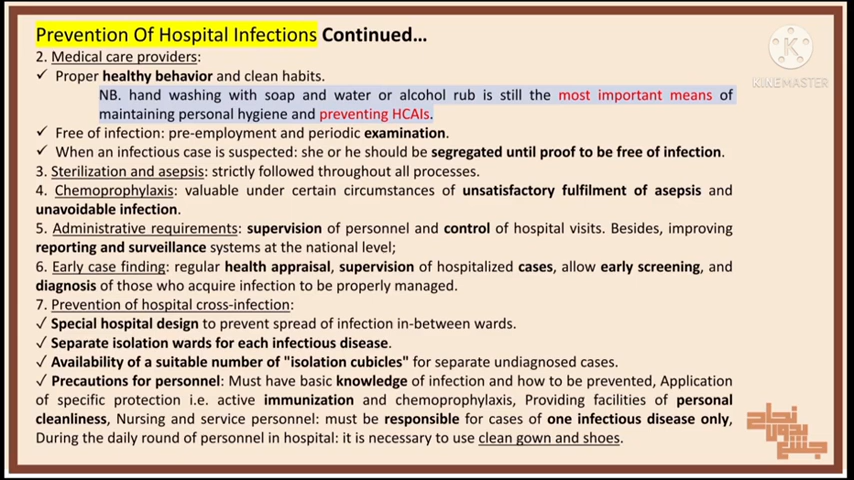 Prevention Of Hospital Infections Continued...
2. Medical care providers:
✓ Proper healthy behavior and clean habits.
NB. hand washing with soap and water or alcohol rub is still the most important means of
maintaining personal hygiene and preventing HCAIs.
✓ Free of infection: pre-employment and periodic examination.
✓ When an infectious case is suspected: she or he should be segregated until proof to be free of infection.
3. Sterilization and asepsis: strictly followed throughout all processes.
4. Chemoprophylaxis: valuable under certain circumstances of unsatisfactory fulfilment of asepsis and
unavoidable infection.
5. Administrative requirements: supervision of personnel and control of hospital visits. Besides, improving
reporting and surveillance systems at the national level;
6. Early case finding: regular health appraisal, supervision of hospitalized cases, allow early screening, and
diagnosis of those who acquire infection to be properly managed.
7. Prevention of hospital cross-infection:
✓ Special hospital design to prevent spread of infection in-between wards.
✓ Separate isolation wards for each infectious disease.
✓ Availability of a suitable number of "isolation cubicles" for separate undiagnosed cases.
✓ Precautions for personnel: Must have basic knowledge of infection and how to be prevented, Application
of specific protection i.e. active immunization and chemoprophylaxis, Providing facilities of personal
cleanliness, Nursing and service personnel: must be responsible for cases of one infectious disease only,
During the daily round of personnel in hospital: it is necessary to use clean gown and shoes.
K
KINEMASTER
نجاح
بدون